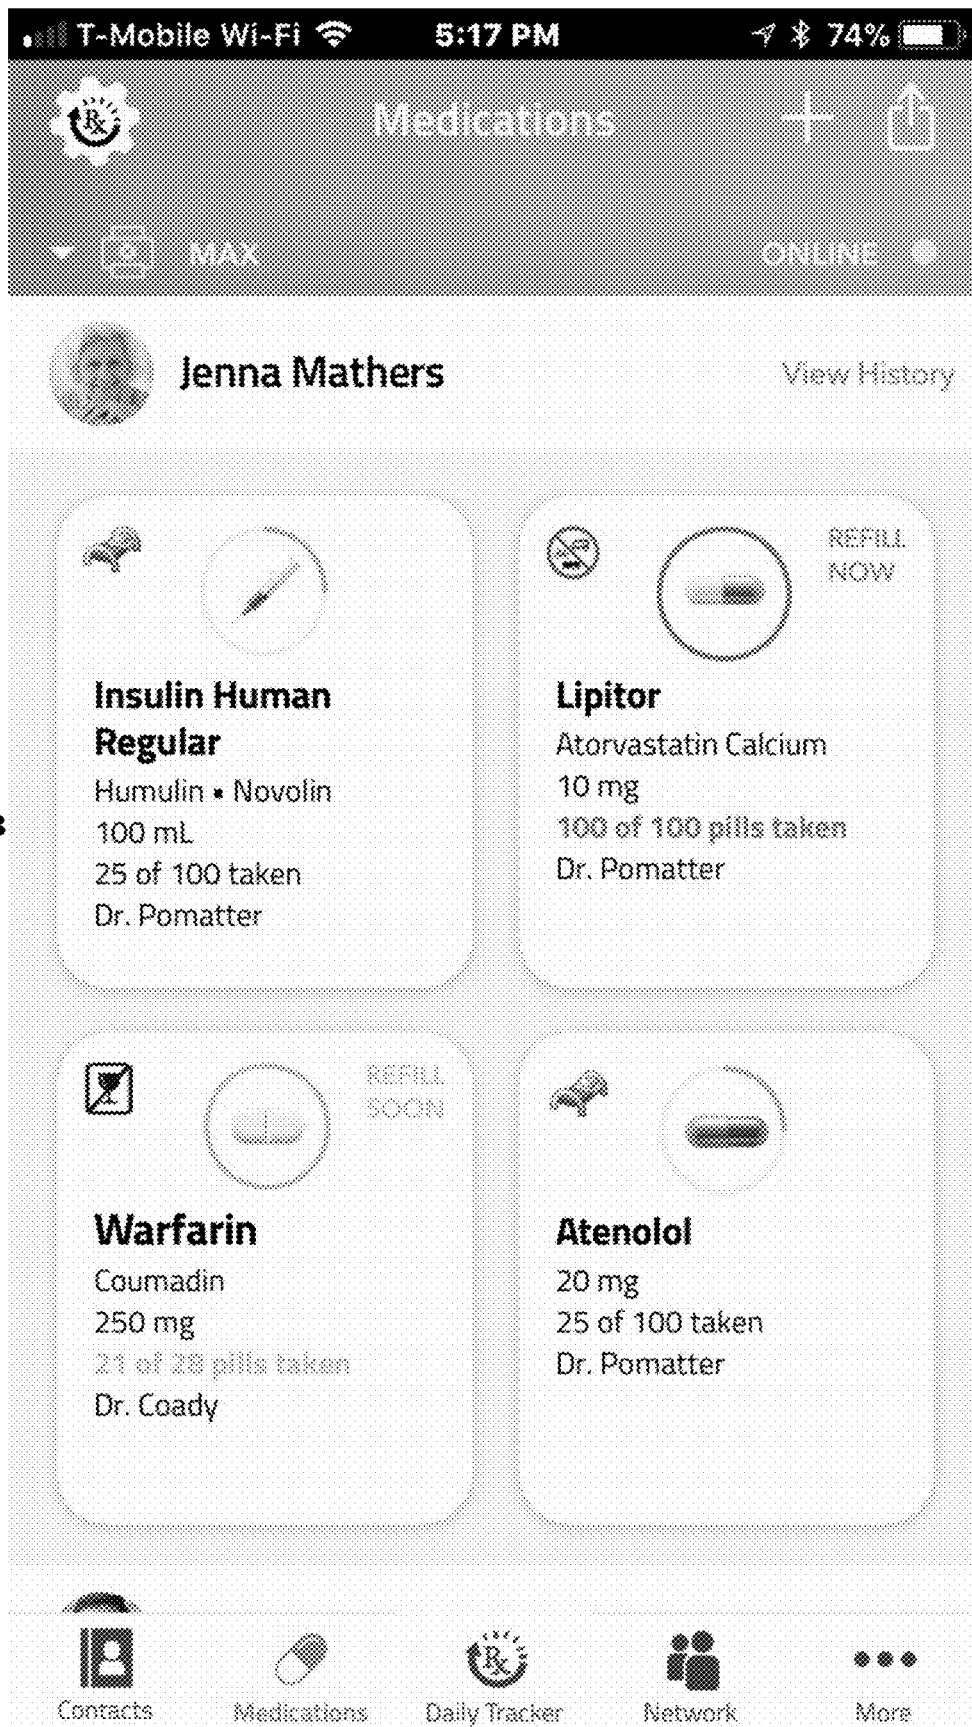 T-Mobile Wi-Fi 5:17 PM 74%
Rx Medications
3 MAX ONLINE
Jenna Mathers View History
Insulin Human
Regular
Humulin • Novolin
100 mL
25 of 100 taken
Dr. Pomatter
REFILL
NOW
Lipitor
Atorvastatin Calcium
10 mg
100 of 100 pills taken
Dr. Pomatter
REFILL
SOON
Warfarin
Coumadin
250 mg
21 of 28 pills taken
Dr. Coady
Atenolol
20 mg
25 of 100 taken
Dr. Pomatter
Rx
Contacts Medications Daily Tracker Network More